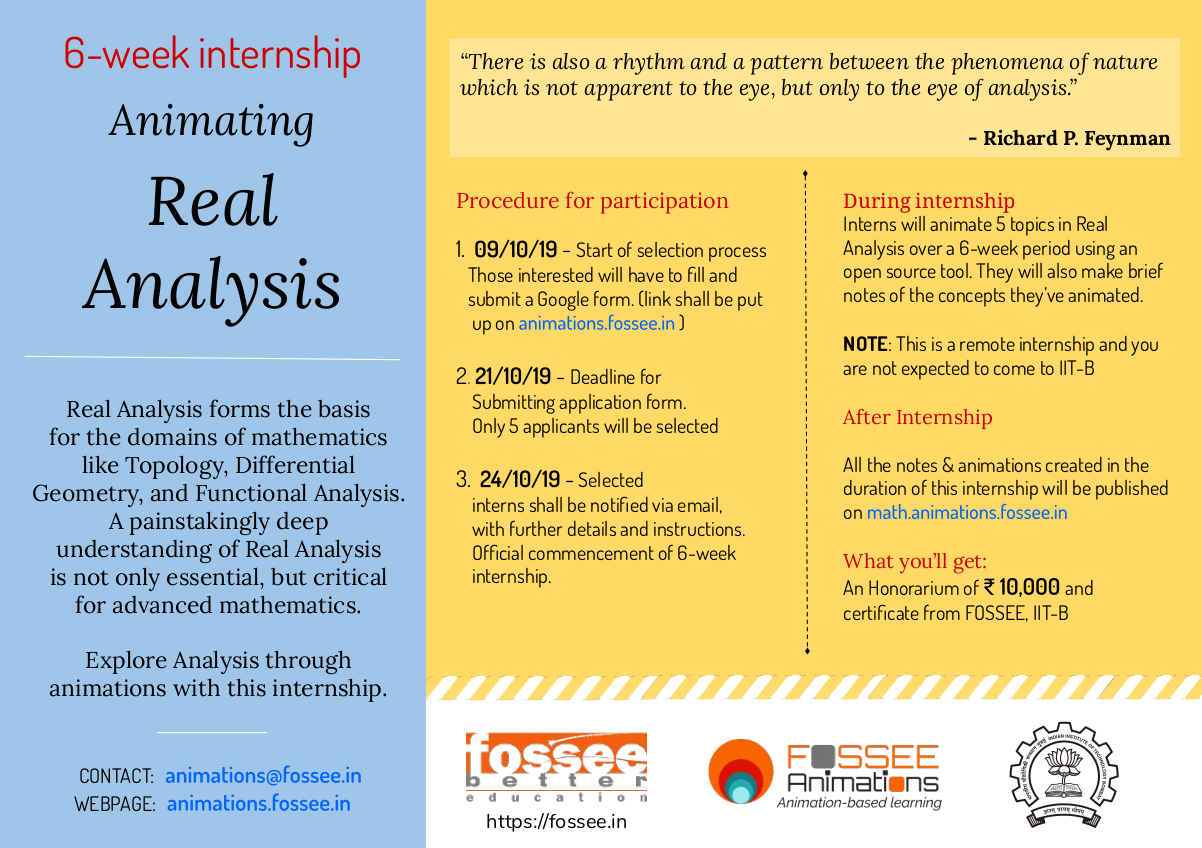 6-week internship
Animating
Real
Analysis
Real Analysis forms the basis
for the domains of mathematics
like Topology, Differential
Geometry, and Functional Analysis.
A painstakingly deep
understanding of Real Analysis
is not only essential, but critical
for advanced mathematics.
Explore Analysis through
animations with this internship.
CONTACT: animations@fossee.in
WEBPAGE: animations.fossee.in
“There is also a rhythm and a pattern between the phenomena of nature
which is not apparent to the eye, but only to the eye of analysis.”
- Richard P. Feynman
Procedure for participation
1. 09/10/19 – Start of selection process
Those interested will have to fill and
submit a Google form. (link shall be put
up on animations.fossee.in )
2. 21/10/19 – Deadline for
Submitting application form.
Only 5 applicants will be selected
3. 24/10/19 – Selected
interns shall be notified via email,
with further details and instructions.
Official commencement of 6-week
internship.
During internship
Interns will animate 5 topics in Real
Analysis over a 6-week period using an
open source tool. They will also make brief
notes of the concepts they’ve animated.
NOTE: This is a remote internship and you
are not expected to come to IIT-B
After Internship
All the notes & animations created in the
duration of this internship will be published
on math.animations.fossee.in
What you’ll get:
An Honorarium of ₹ 10,000 and
certificate from FOSSEE, IIT-B
fossee
better
education
https://fossee.in
FOSSEE
Animations
Animation-based learning
INDIAN INSTITUTE OF TECHNOLOGY BOMBAY